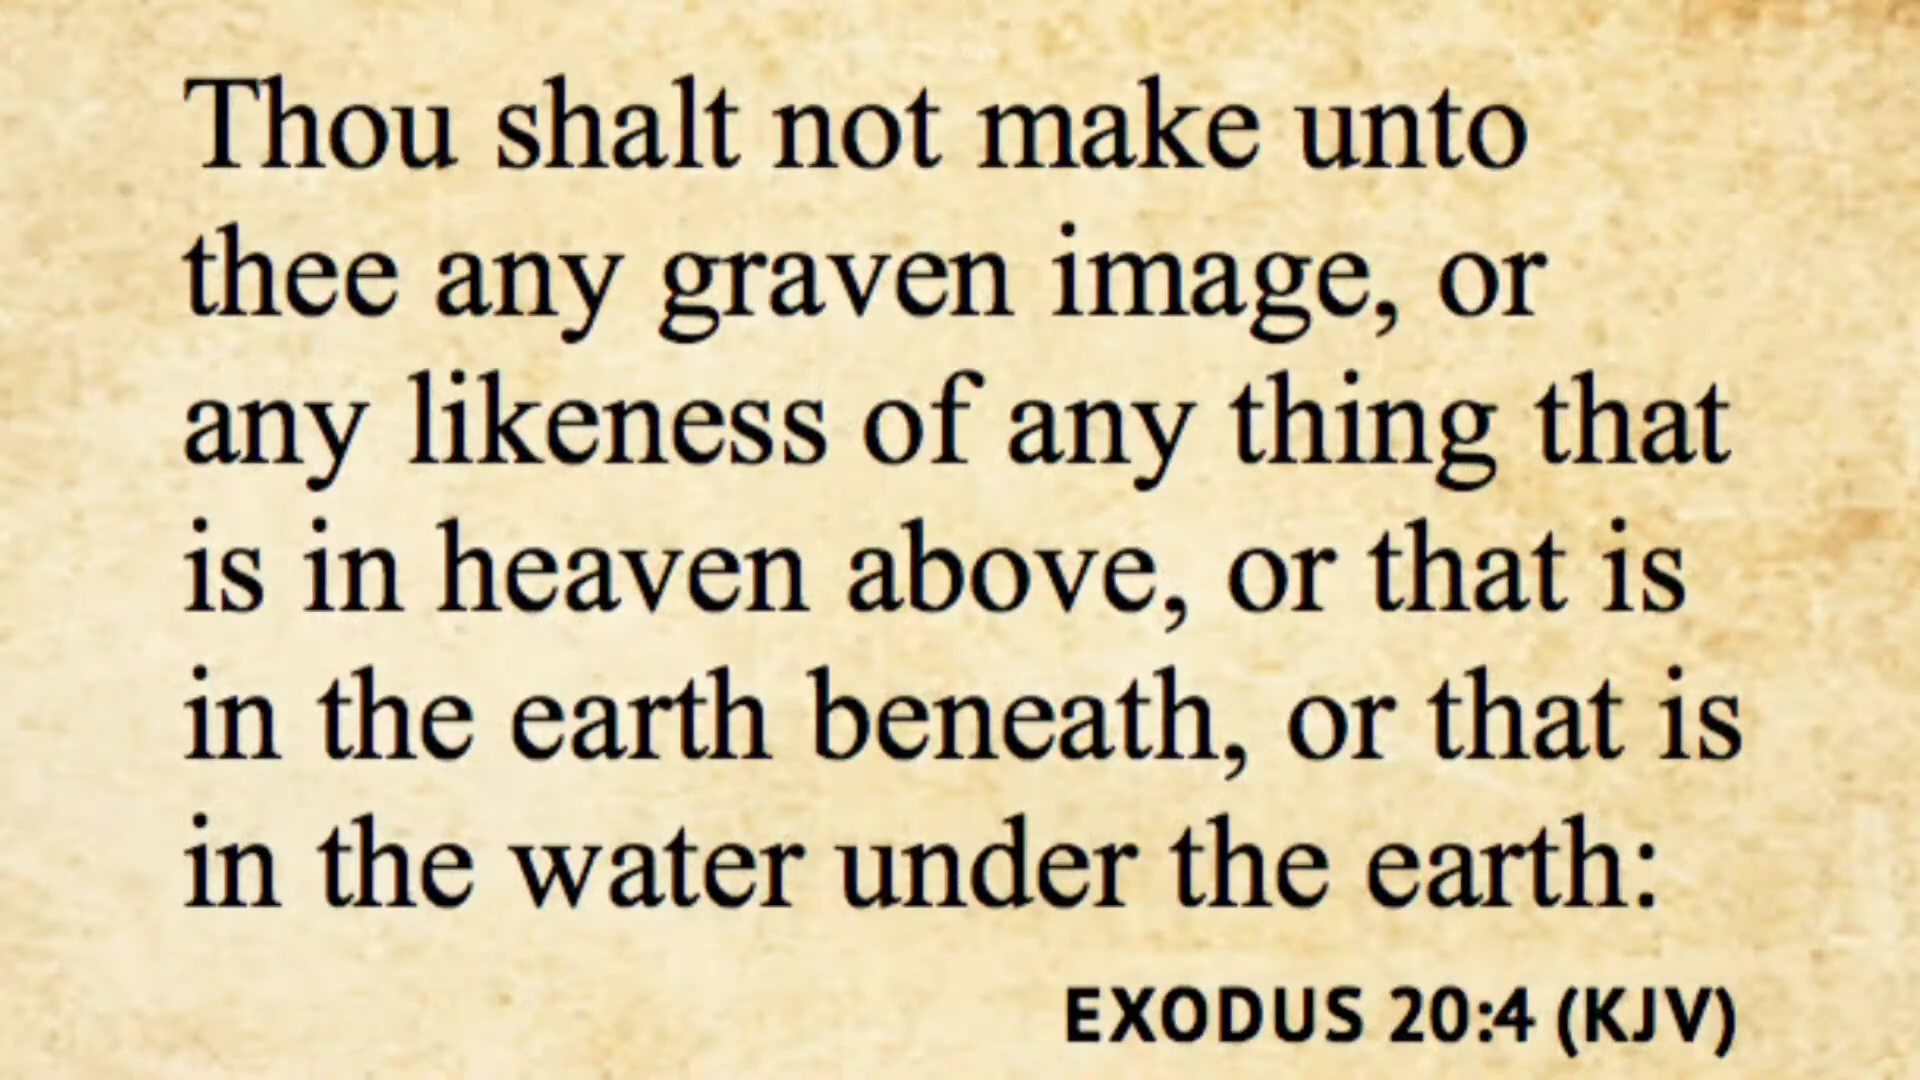 Thou shalt not make unto
thee any graven image, or
any likeness of any thing that
is in heaven above, or that is
in the earth beneath, or that is
in the water under the earth:
EXODUS 20:4 (KJV)